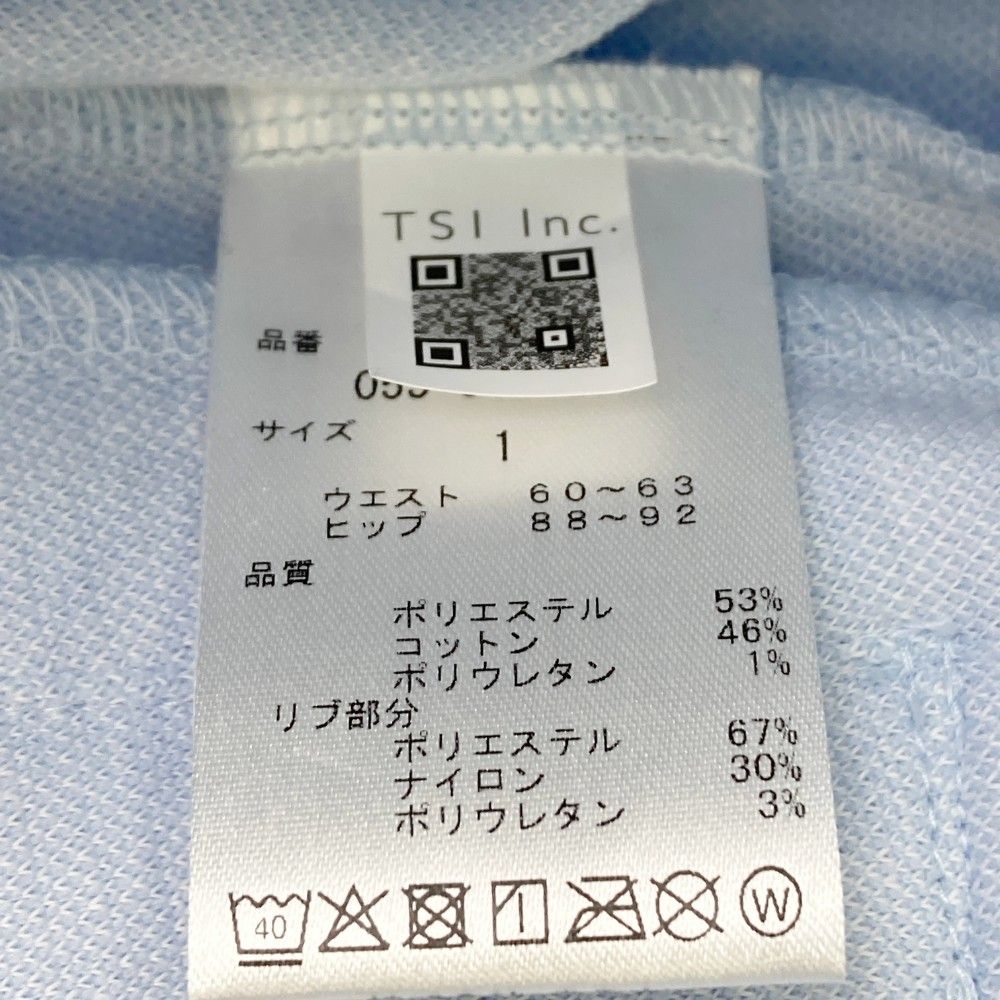 TSI Inc.
品番
サイズ
1
ウエスト 60～63
ヒップ 88～92
品質
ポリエステル 53%
コットン 46%
ポリウレタン 1%
リブ部分
ポリエステル 67%
ナイロン 30%
ポリウレタン 3%
40
W